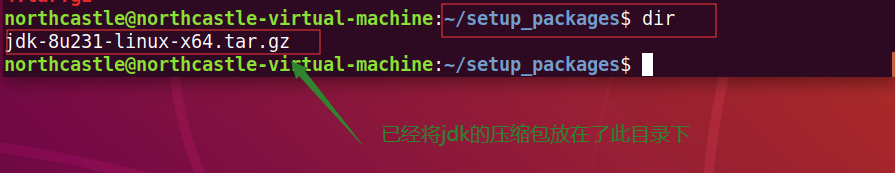 northcastle@northcastle-virtual-machine:~/setup_packages$ dir
jdk-8u231-linux-x64.tar.gz
northcastle@northcastle-virtual-machine:~/setup_packages$
已经将jdk的压缩包放在了此目录下